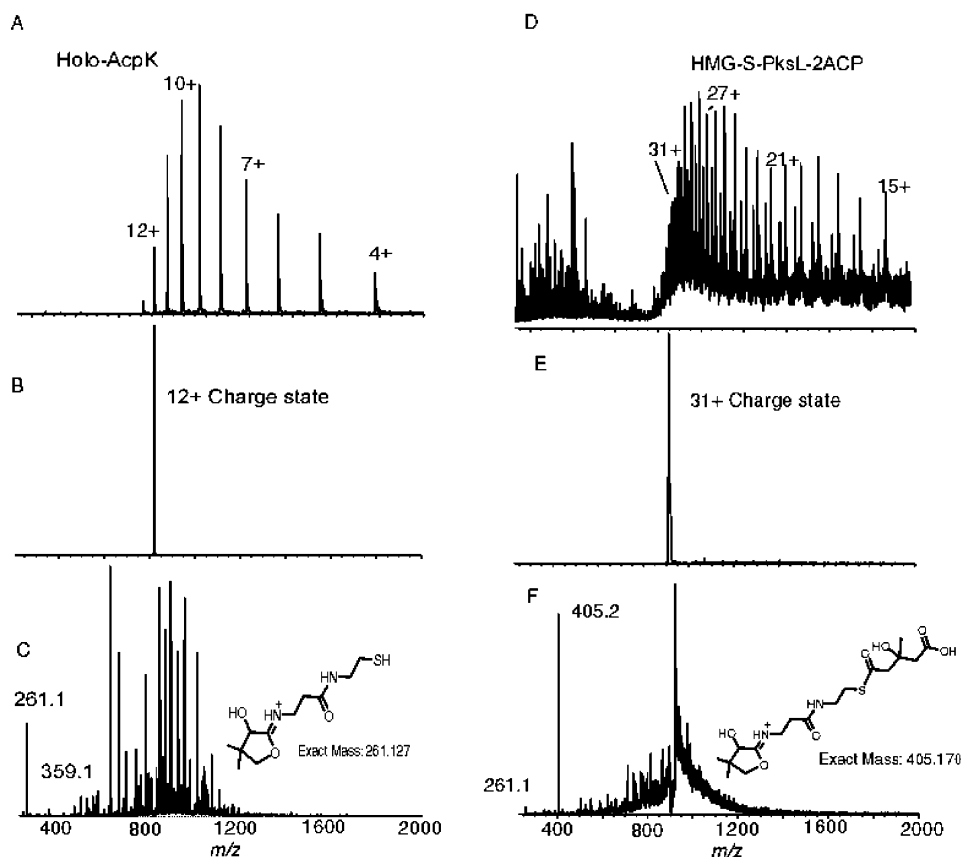 A
Holo-AcpK
10+
7+
12+
4+
B
12+ Charge state
C
261.1
359.1
SH
HN
O
HO
HN
+
O
Exact Mass: 261.127
400
800
1200
1600
2000
m/z
D
HMG-S-PksL-2ACP
27+
31+
21+
15+
E
31+ Charge state
F
405.2
261.1
O
HO
O
OH
S
HN
O
HO
HN
+
O
Exact Mass: 405.170
400
800
1200
1600
2000
m/z